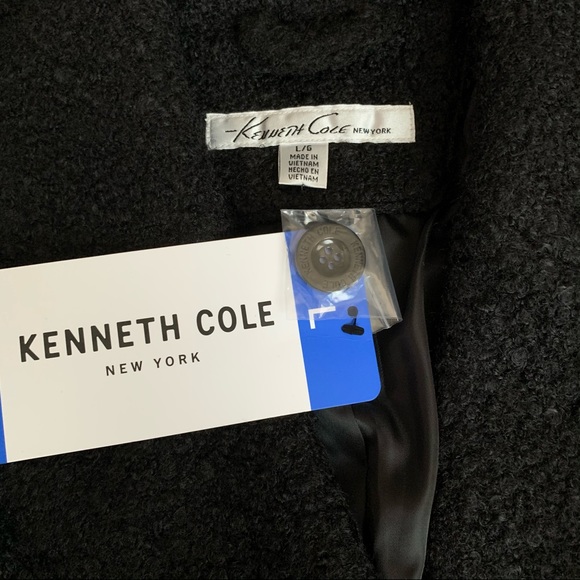 Kenneth Cole NEW YORK
L/G
MADE IN
VIETNAM
HECHO EN
VIETNAM
KENNETH COLE
NEW YORK
L